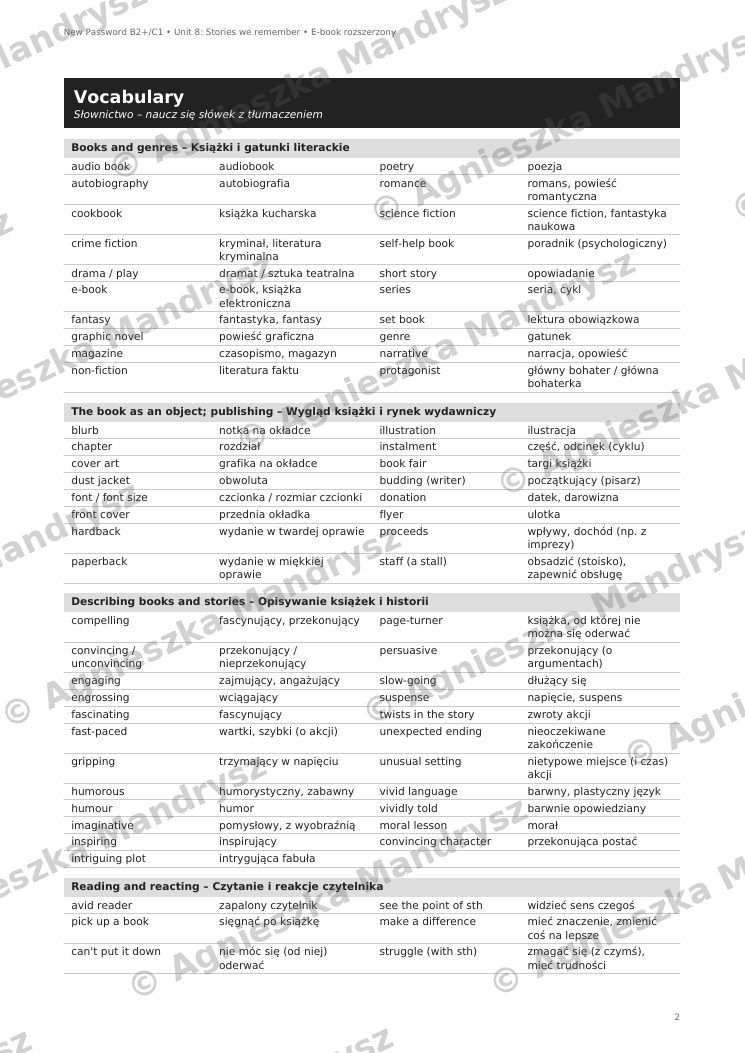 New Password B2+/C1 • Unit 8: Stories we remember • E-book rozszerzony
Vocabulary
Słownictwo – naucz się słówek z tłumaczeniem
Books and genres – Książki i gatunki literackie
audio book audiobook poetry poezja
autobiography autobiografia romance romans, powieść
romantyczna
cookbook książka kucharska science fiction science fiction, fantastyka
naukowa
crime fiction kryminał, literatura self-help book poradnik (psychologiczny)
kryminalna
drama / play dramat / sztuka teatralna short story opowiadanie
e-book e-book, książka series seria, cykl
elektroniczna
fantasy fantastyka, fantasy set book lektura obowiązkowa
graphic novel powieść graficzna genre gatunek
magazine czasopismo, magazyn narrative narracja, opowieść
non-fiction literatura faktu protagonist główny bohater / główna
bohaterka
The book as an object; publishing – Wygląd książki i rynek wydawniczy
blurb notka na okładce illustration ilustracja
chapter rozdział instalment część, odcinek (cyklu)
cover art grafika na okładce book fair targi książki
dust jacket obwoluta budding (writer) początkujący (pisarz)
font / font size czcionka / rozmiar czcionki donation datek, darowizna
front cover przednia okładka flyer ulotka
hardback wydanie w twardej oprawie proceeds wpływy, dochód (np. z
imprezy)
paperback wydanie w miękkiej staff (a stall) obsadzić (stoisko),
oprawie zapewnić obsługę
Describing books and stories – Opisywanie książek i historii
compelling fascynujący, przekonujący page-turner książka, od której nie
można się oderwać
convincing / przekonujący / persuasive przekonujący (o
unconvincing nieprzekonujący argumentach)
engaging zajmujący, angażujący slow-going dłużący się
engrossing wciągający suspense napięcie, suspens
fascinating fascynujący twists in the story zwroty akcji
fast-paced wartki, szybki (o akcji) unexpected ending nieoczekiwane
zakończenie
gripping trzymający w napięciu unusual setting nietypowe miejsce (i czas)
akcji
humorous humorystyczny, zabawny vivid language barwny, plastyczny język
humour humor vividly told barwnie opowiedziany
imaginative pomysłowy, z wyobraźnią moral lesson morał
inspiring inspirujący convincing character przekonująca postać
intriguing plot intrygująca fabuła
Reading and reacting – Czytanie i reakcje czytelnika
avid reader zapalony czytelnik see the point of sth widzieć sens czegoś
pick up a book sięgnąć po książkę make a difference mieć znaczenie, zmienić
coś na lepsze
can't put it down nie móc się (od niej) struggle (with sth) zmagać się (z czymś),
oderwać mieć trudności
2
© Agnieszka Mandrysz